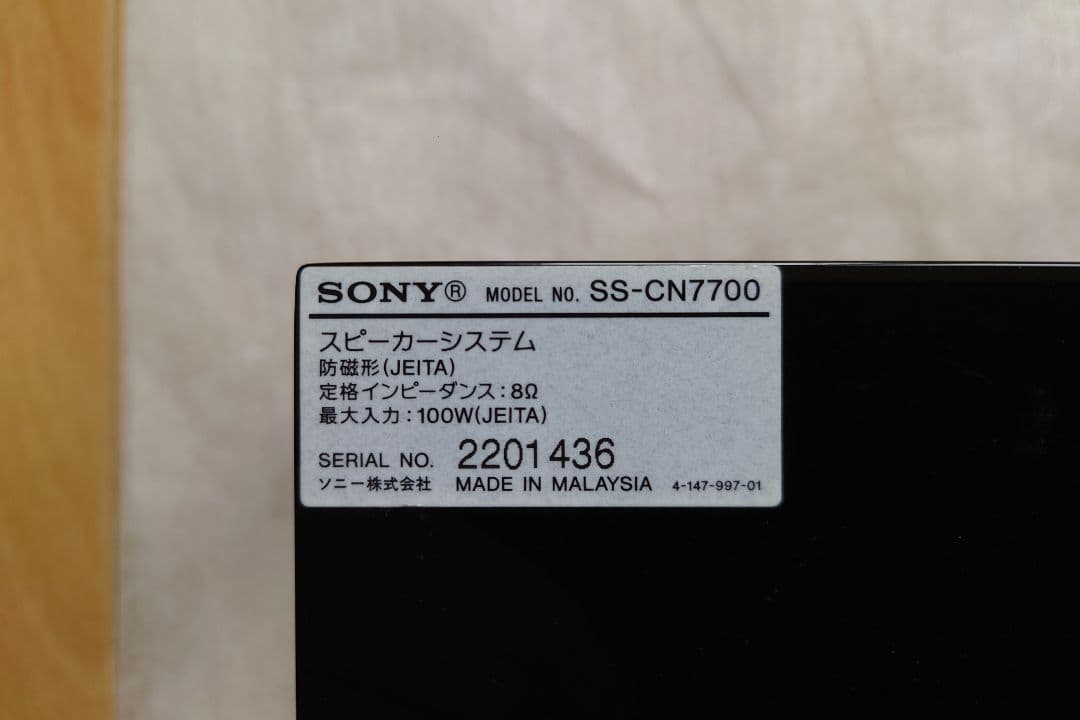 SONY® MODEL NO. SS-CN7700
スピーカーシステム
防磁形(JEITA)
定格インピーダンス:8Ω
最大入力:100W(JEITA)
SERIAL NO. 2201436
ソニー株式会社 MADE IN MALAYSIA 4-147-997-01